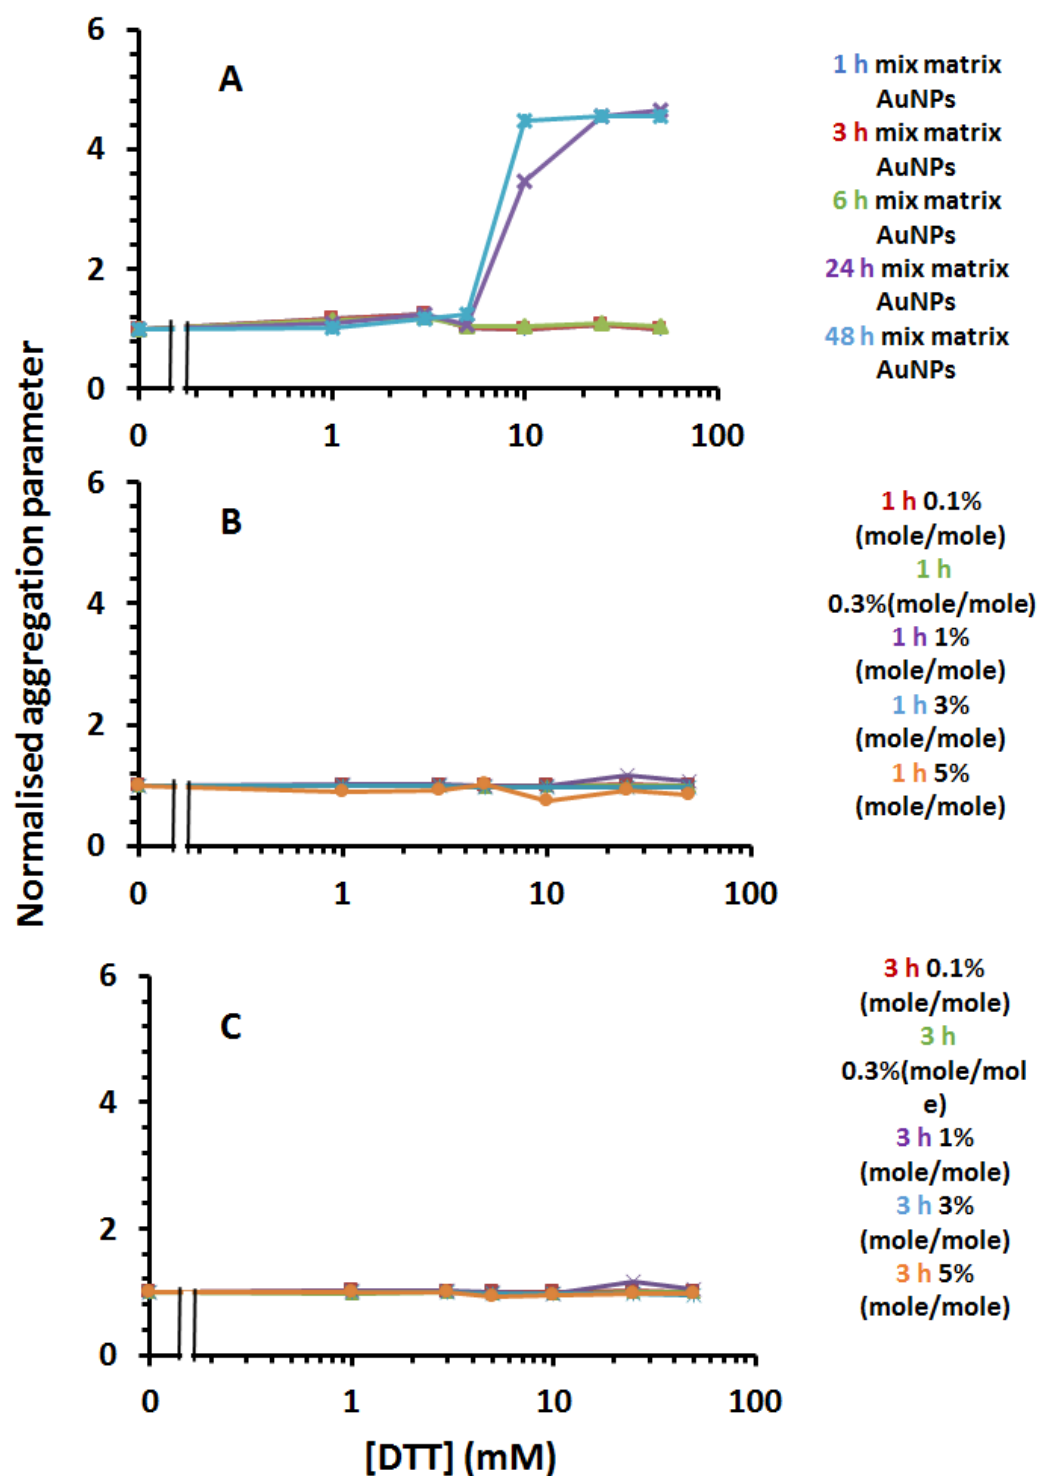 Normalised aggregation parameter
6
A
4
2
0
0 1 10 100
1 h mix matrix
AuNPs
3 h mix matrix
AuNPs
6 h mix matrix
AuNPs
24 h mix matrix
AuNPs
48 h mix matrix
AuNPs
6
B
4
2
0
0 1 10 100
1 h 0.1%
(mole/mole)
1 h
0.3%(mole/mole)
1 h 1%
(mole/mole)
1 h 3%
(mole/mole)
1 h 5%
(mole/mole)
6
C
4
2
0
0 1 10 100
3 h 0.1%
(mole/mole)
3 h
0.3%(mole/mol
e)
3 h 1%
(mole/mole)
3 h 3%
(mole/mole)
3 h 5%
(mole/mole)
[DTT] (mM)